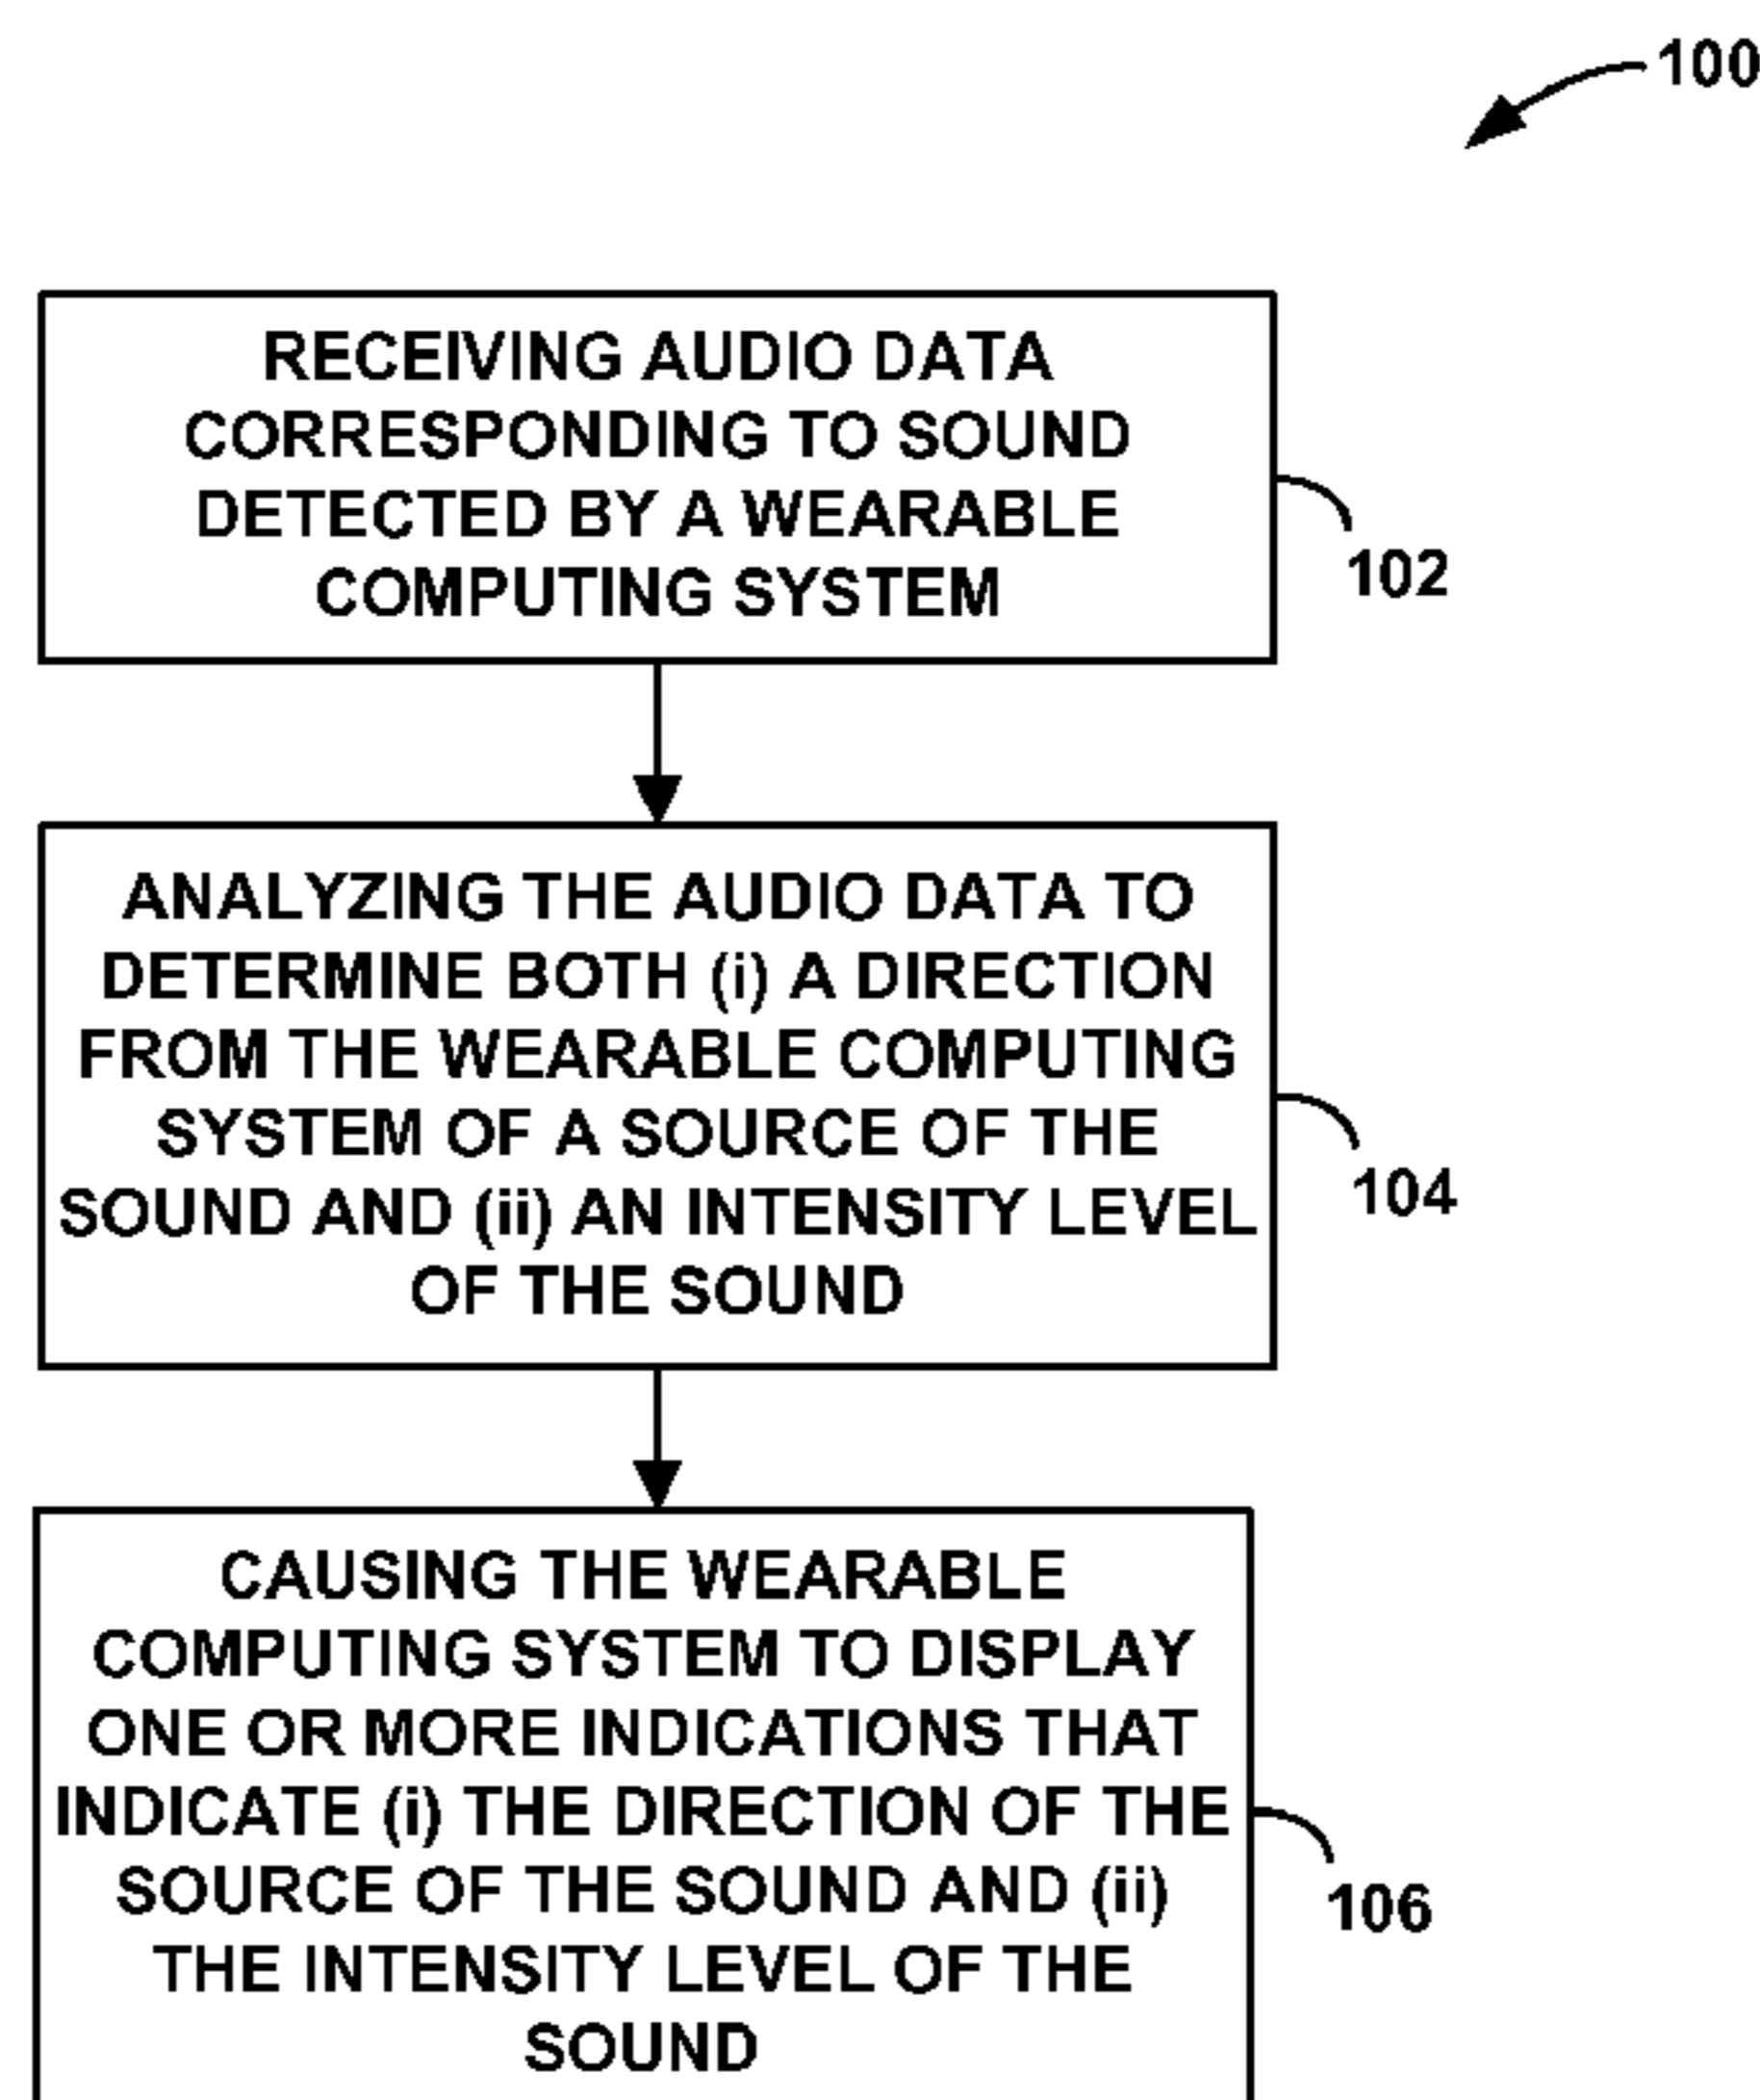 100
RECEIVING AUDIO DATA
CORRESPONDING TO SOUND
DETECTED BY A WEARABLE
COMPUTING SYSTEM
102
ANALYZING THE AUDIO DATA TO
DETERMINE BOTH (i) A DIRECTION
FROM THE WEARABLE COMPUTING
SYSTEM OF A SOURCE OF THE
SOUND AND (ii) AN INTENSITY LEVEL
OF THE SOUND
104
CAUSING THE WEARABLE
COMPUTING SYSTEM TO DISPLAY
ONE OR MORE INDICATIONS THAT
INDICATE (i) THE DIRECTION OF THE
SOURCE OF THE SOUND AND (ii)
THE INTENSITY LEVEL OF THE
SOUND
106